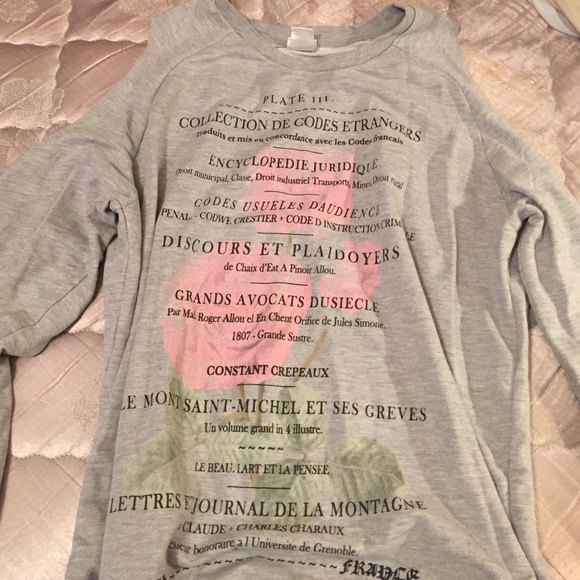 PLATE III.
COLLECTION DE CODES ETRANGERS
Traduits et mis en concordance avec les Codes francais
ENCYCLOPEDIE JURIDIQUE
Droit municipal, Classe, Droit industriel Transports, Mines, Droit rural
CODES USUELES DAUDIENCE
PENAL - CODWE CRESTIER + CODE D INSTRUCTION CRIMLE
DISCOURS ET PLAIDOYERS
de Chaix d'Est A Pinoir Allou.
GRANDS AVOCATS DUSIECLE
Par Mai, Roger Allou el En Chent Orifice de Jules Simone.
1807 - Grande Sustre.
CONSTANT CREPEAUX
LE MONT SAINT-MICHEL ET SES GREVES
Un volume grand in 4 illustre.
LE BEAU. LART ET LA PENSEE
LETTRES ET JOURNAL DE LA MONTAGNE
CLAUDE + CHARLES CHARAUX
esseur honoraire à l Universite de Grenoble.
FRANCE